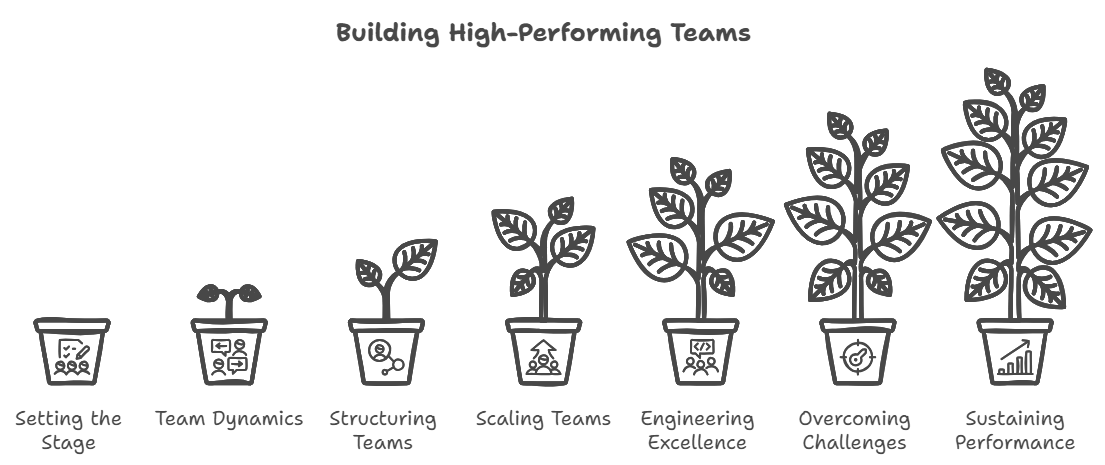 Building High-Performing Teams
Setting the
Stage
Team Dynamics
Structuring
Teams
Scaling Teams
Engineering
Excellence
Overcoming
Challenges
Sustaining
Performance